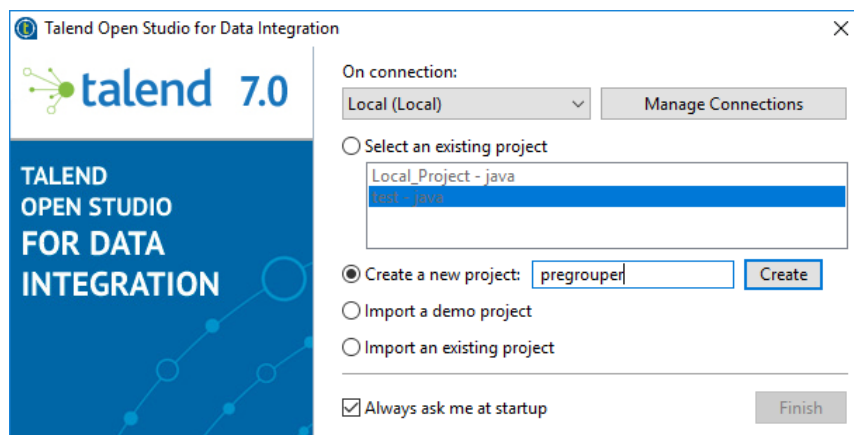 Talend Open Studio for Data Integration
talend 7.0
TALEND
OPEN STUDIO
FOR DATA
INTEGRATION
On connection:
Local (Local)
Manage Connections
Select an existing project
Local_Project - java
test - java
Create a new project:
pregrouper
Create
Import a demo project
Import an existing project
Always ask me at startup
Finish